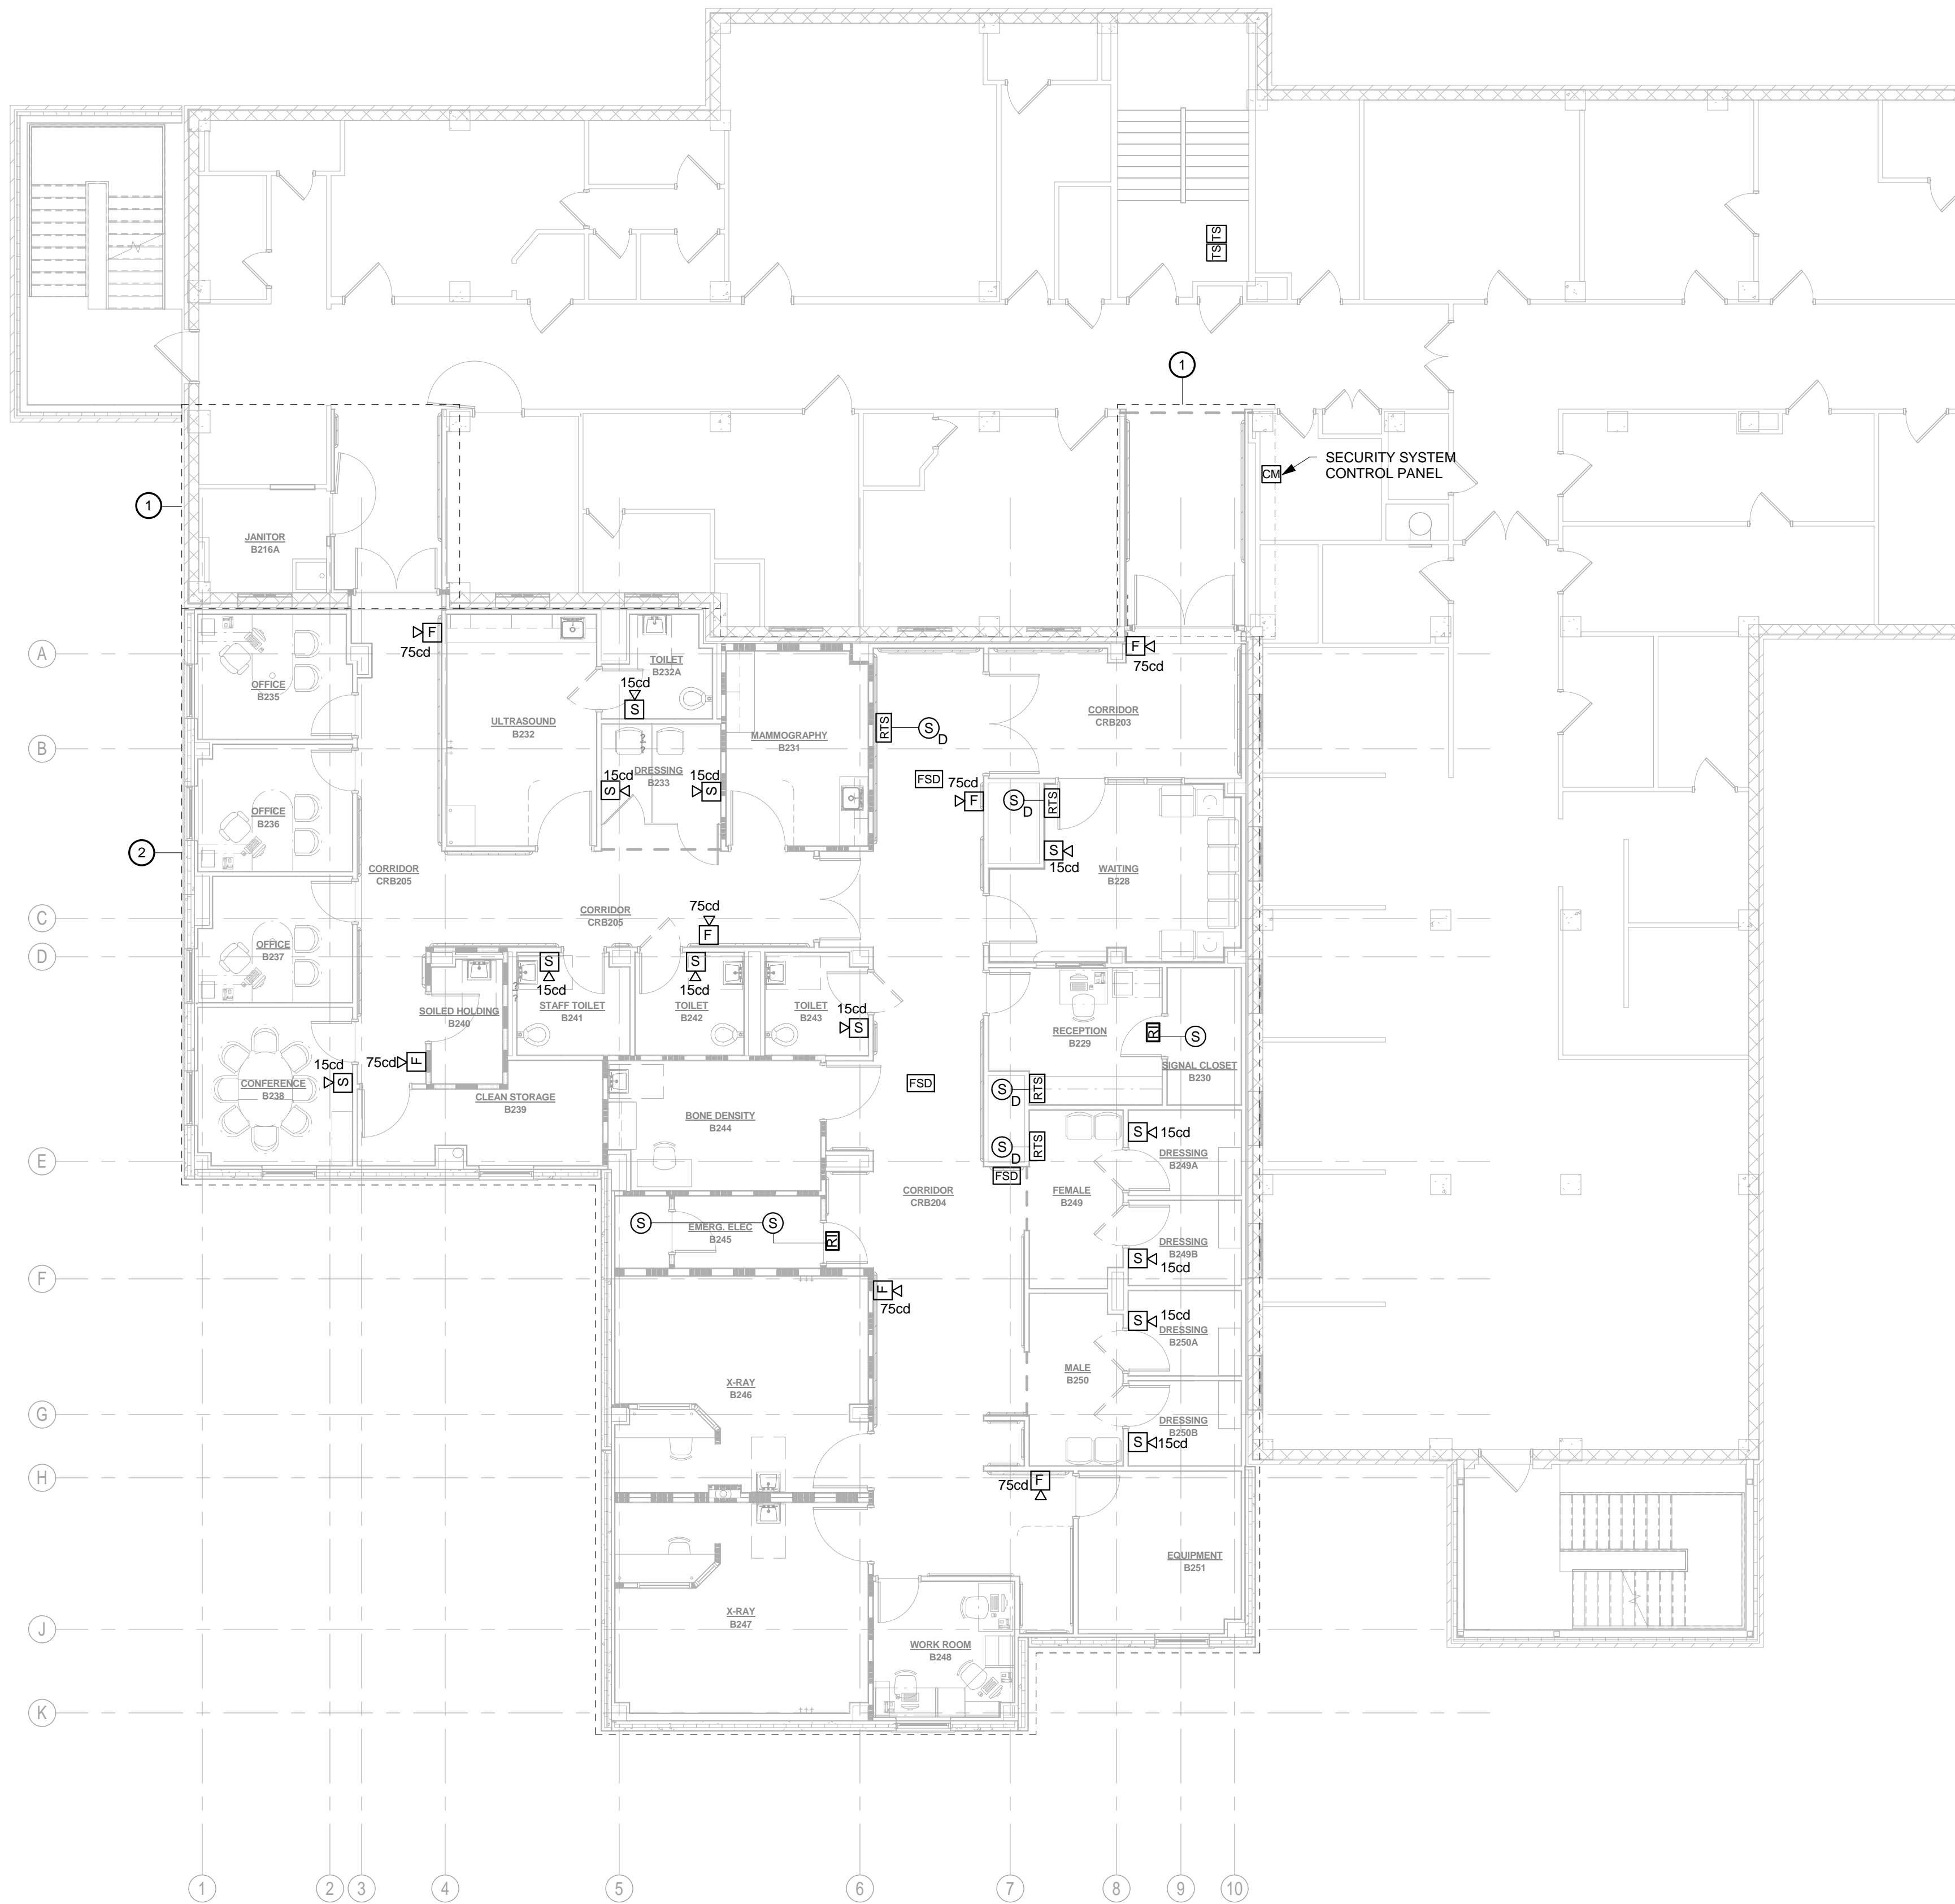 TS
TS
1
SECURITY SYSTEM
CONTROL PANEL
CM
1
JANITOR
B216A
A
F
75cd
F
75cd
OFFICE
B235
TOILET
B232A
15cd
S
ULTRASOUND
B232
CORRIDOR
CRB203
B
MAMMOGRAPHY
B231
RTS
S
D
?
?
DRESSING
B233
15cd
S
15cd
S
FSD
75cd
F
S
D
RTS
OFFICE
B236
2
S
15cd
CORRIDOR
CRB205
WAITING
B228
C
CORRIDOR
CRB205
75cd
F
D
OFFICE
B237
S
15cd
S
15cd
?
?
SOILED HOLDING
B240
STAFF TOILET
B241
TOILET
B242
TOILET
B243
15cd
S
RECEPTION
B229
RI
S
SIGNAL CLOSET
B230
15cd
S
75cd
F
CONFERENCE
B238
CLEAN STORAGE
B239
FSD
S
D
RTS
BONE DENSITY
B244
S
15cd
S
D
RTS
E
DRESSING
B249A
FSD
CORRIDOR
CRB204
FEMALE
B249
S
S
EMERG. ELEC
B245
RI
DRESSING
B249B
S
15cd
F
F
75cd
S
15cd
DRESSING
B250A
X-RAY
B246
MALE
B250
G
DRESSING
B250B
S
15cd
H
75cd
F
EQUIPMENT
B251
X-RAY
B247
J
WORK ROOM
B248
K
1
2
3
4
5
6
7
8
9
10